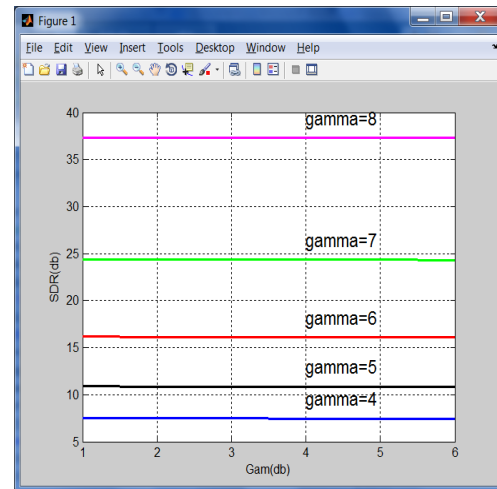 Figure 1
File Edit View Insert Tools Desktop Window Help
40
35
30
25
20
15
10
5
SDR(db)
gamma=8
gamma=7
gamma=6
gamma=5
gamma=4
1 2 3 4 5 6
Gam(db)